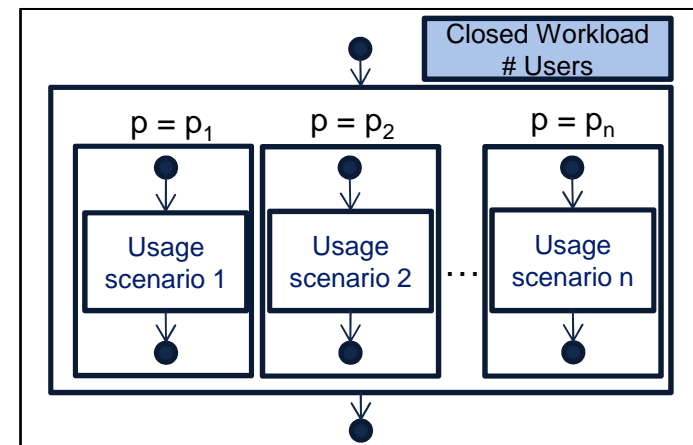 Closed Workload
# Users
p = p₁
p = p₂
p = pₙ
Usage
scenario 1
Usage
scenario 2
...
Usage
scenario n